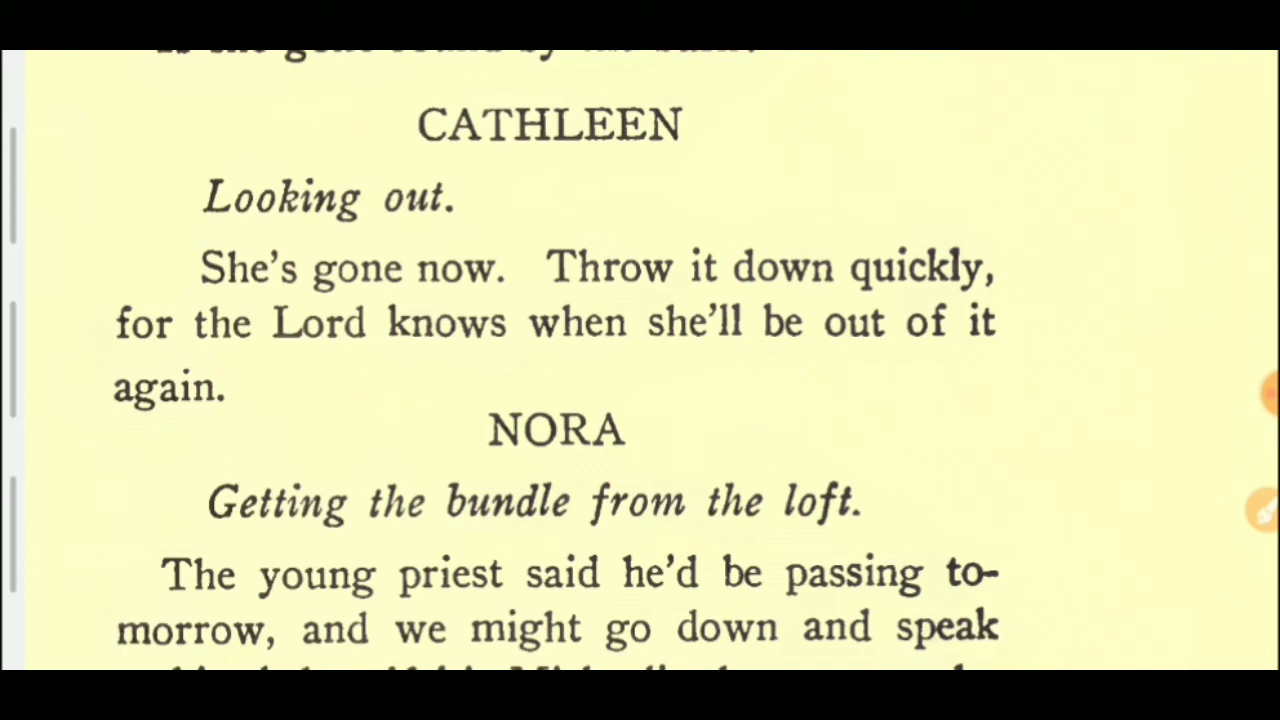 CATHLEEN
Looking out.
She's gone now. Throw it down quickly,
for the Lord knows when she'll be out of it
again.
NORA
Getting the bundle from the loft.
The young priest said he'd be passing to-
morrow, and we might go down and speak